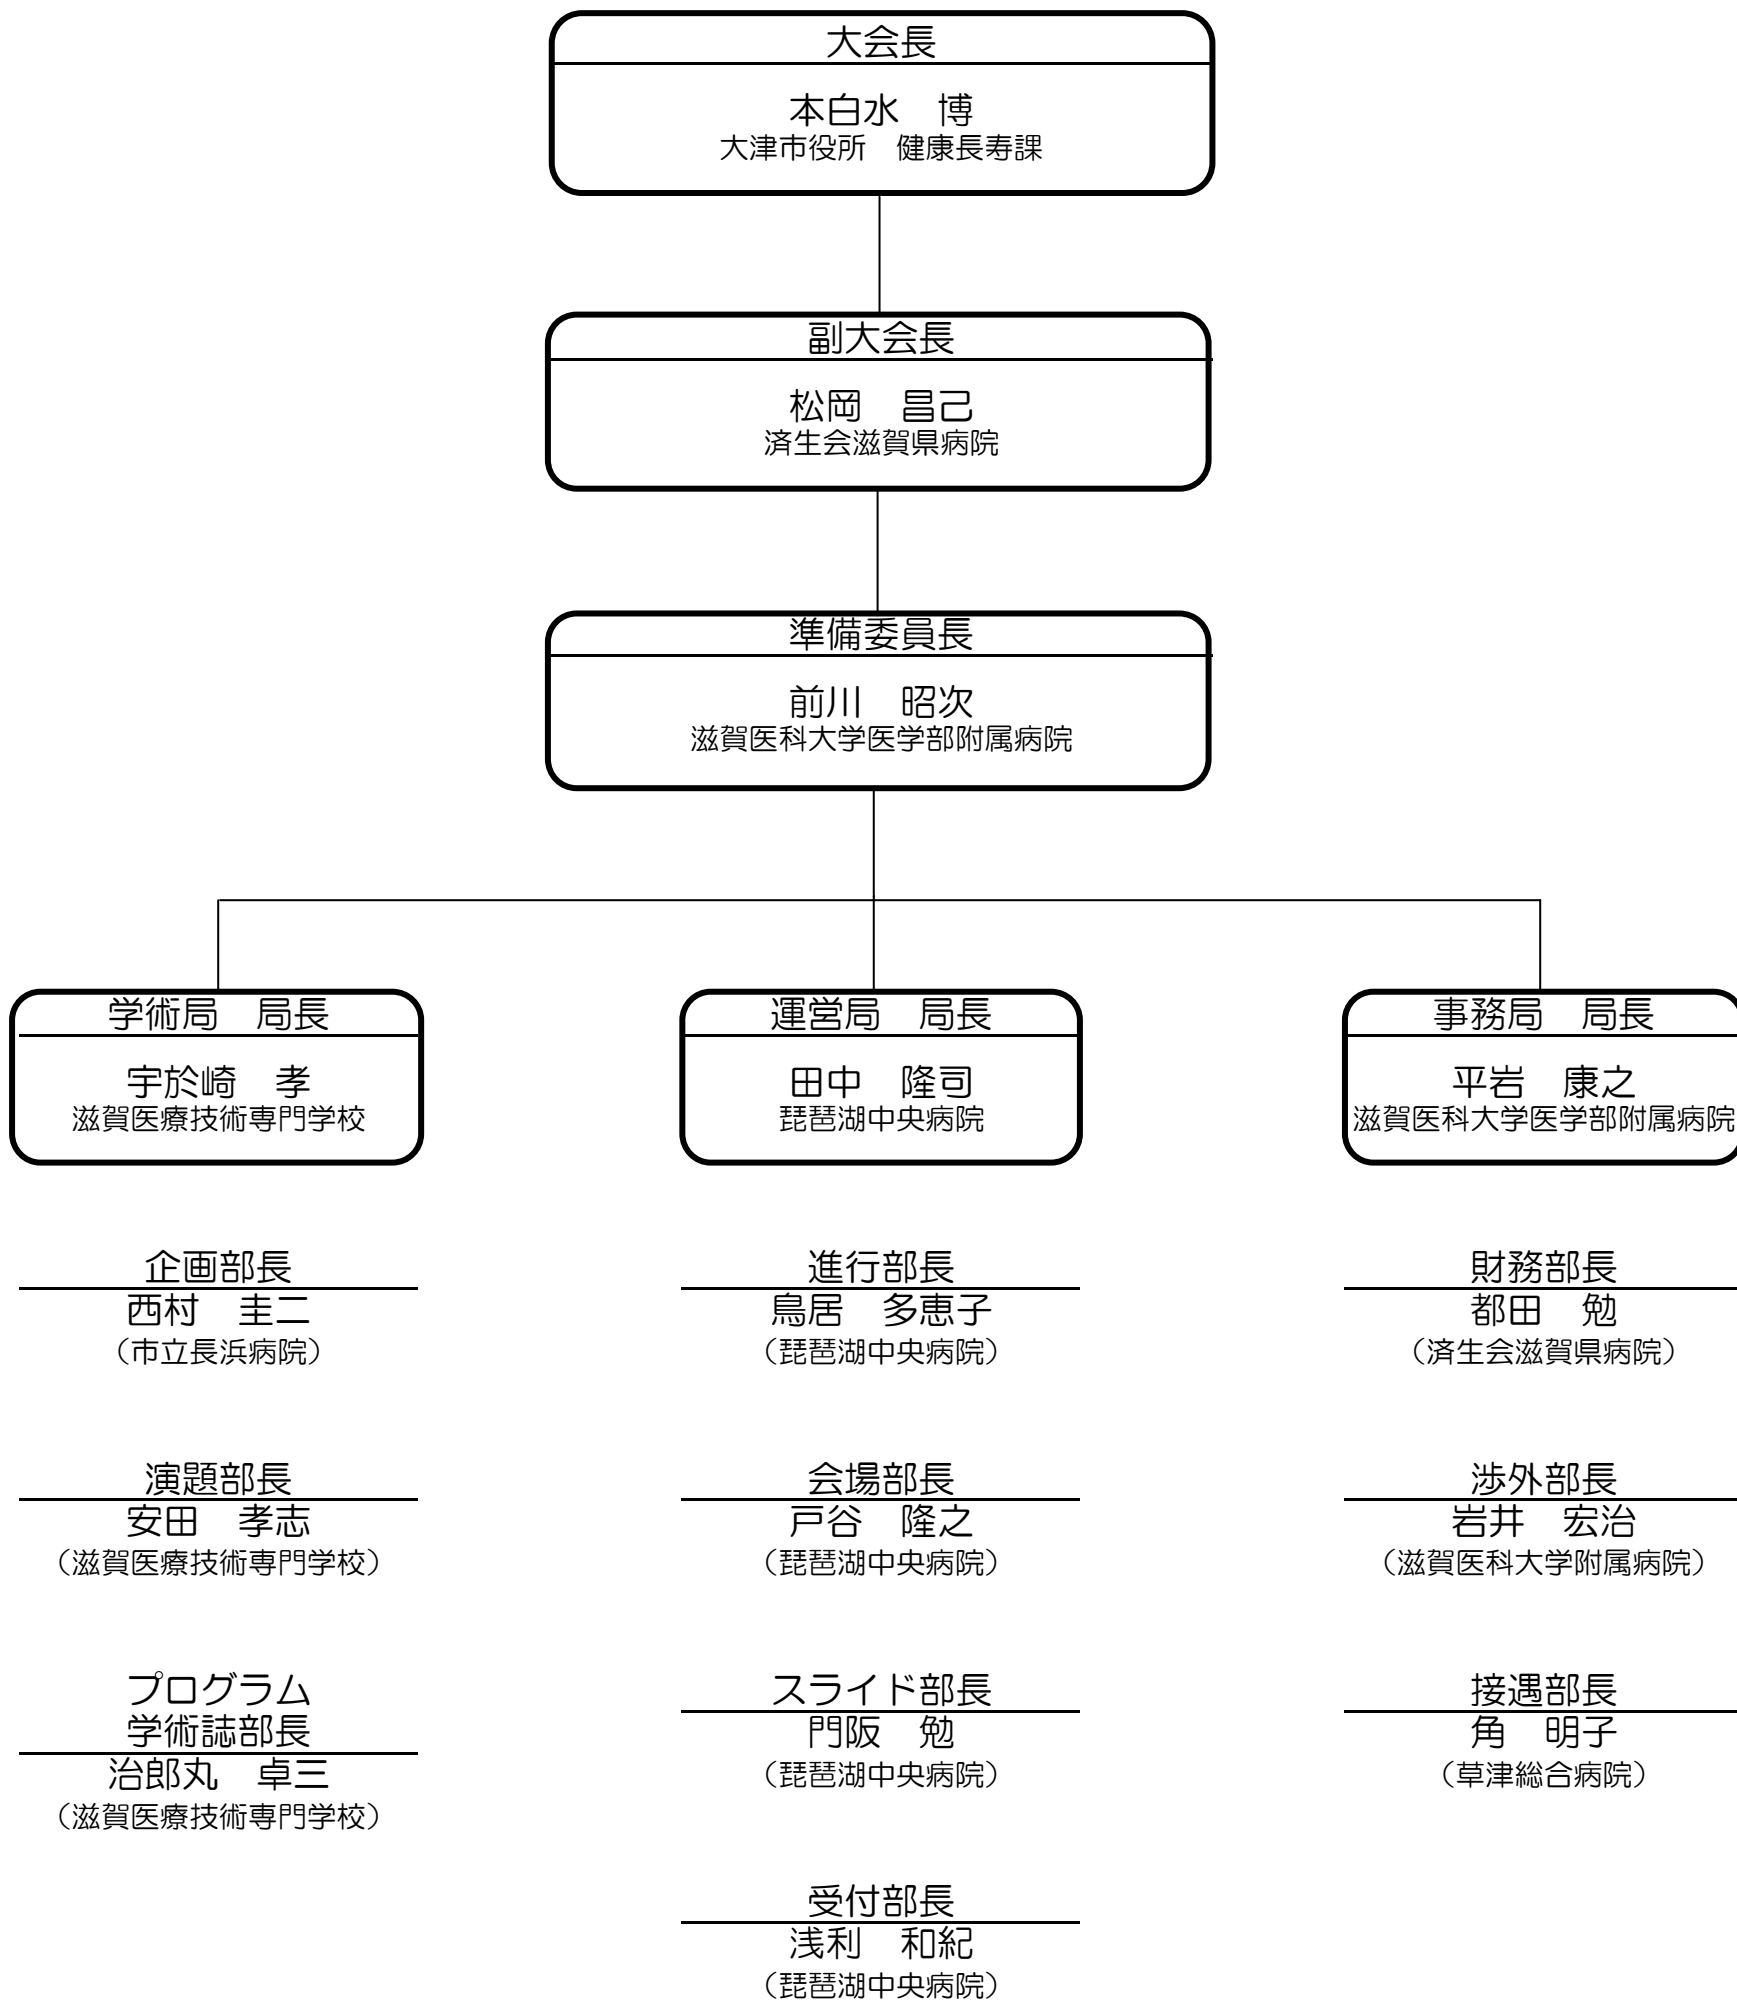 大会長
本白水　博
大津市役所　健康長寿課
副大会長
松岡　昌己
済生会滋賀県病院
準備委員長
前川　昭次
滋賀医科大学医学部附属病院
学術局　局長
宇於崎　孝
滋賀医療技術専門学校
企画部長
西村　圭二
（市立長浜病院）
演題部長
安田　孝志
（滋賀医療技術専門学校）
プログラム
学術誌部長
治郎丸　卓三
（滋賀医療技術専門学校）
運営局　局長
田中　隆司
琵琶湖中央病院
進行部長
鳥居　多恵子
（琵琶湖中央病院）
会場部長
戸谷　隆之
（琵琶湖中央病院）
スライド部長
門阪　勉
（琵琶湖中央病院）
受付部長
浅利　和紀
（琵琶湖中央病院）
事務局　局長
平岩　康之
滋賀医科大学医学部附属病院
財務部長
都田　勉
（済生会滋賀県病院）
渉外部長
岩井　宏治
（滋賀医科大学附属病院）
接遇部長
角　明子
（草津総合病院）